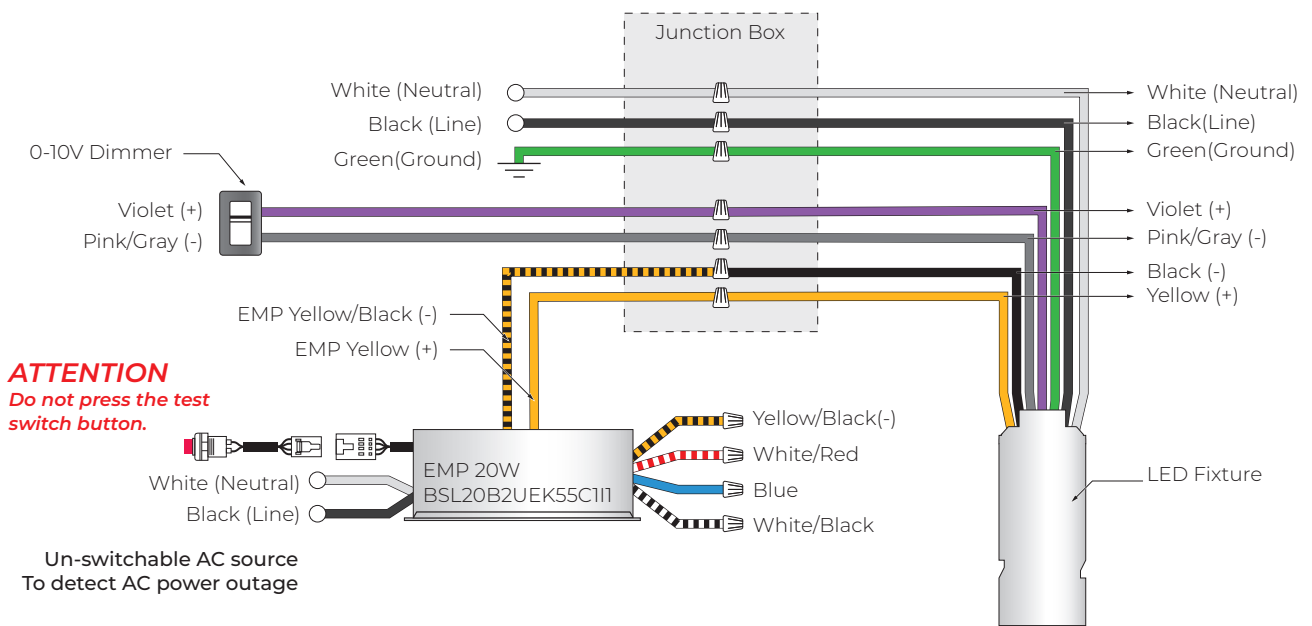 Junction Box
White (Neutral)
White (Neutral)
Black (Line)
Black(Line)
Green(Ground)
Green(Ground)
0-10V Dimmer
Violet (+)
Violet (+)
Pink/Gray (-)
Pink/Gray (-)
Black (-)
Yellow (+)
EMP Yellow/Black (-)
EMP Yellow (+)
ATTENTION
Do not press the test
switch button.
Yellow/Black(-)
White/Red
EMP 20W
BSL20B2UEK55C1I1
LED Fixture
White (Neutral)
Blue
Black (Line)
White/Black
Un-switchable AC source
To detect AC power outage